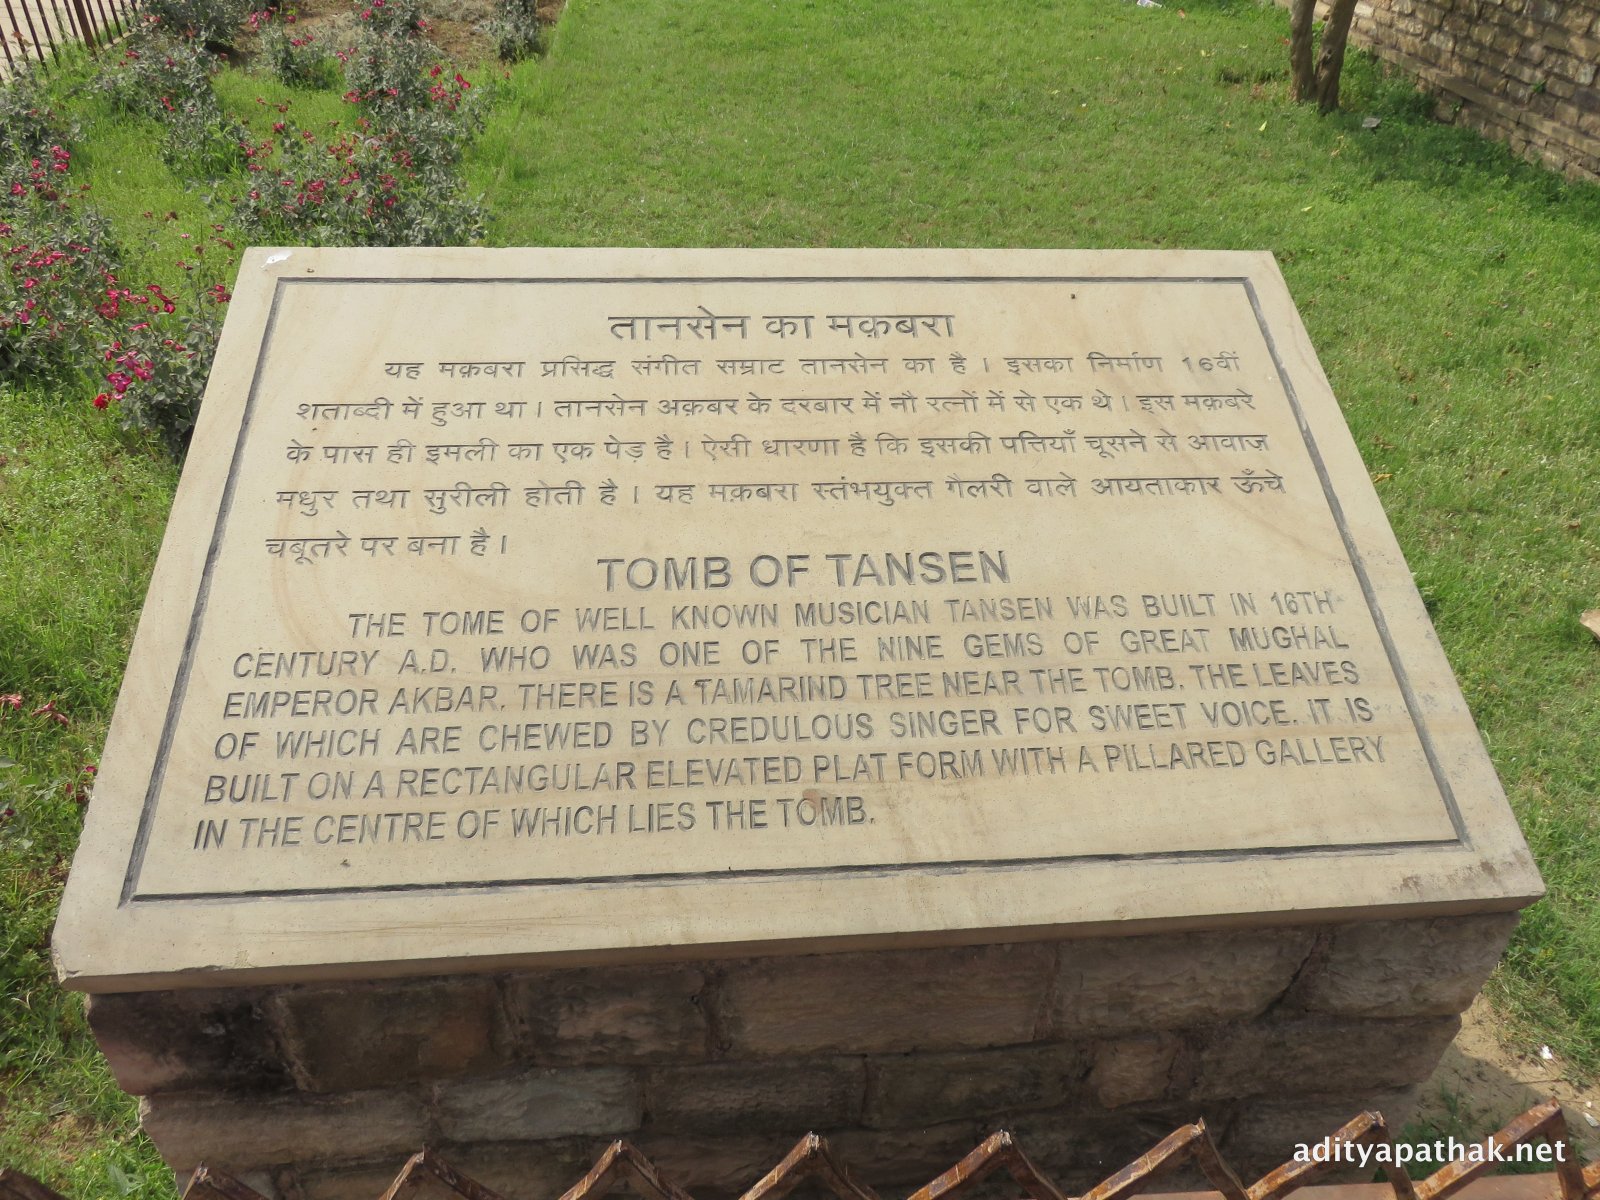 तानसेन का मक़बरा
यह मक़बरा प्रसिद्ध संगीत सम्राट तानसेन का है । इसका निर्माण 16वीं
शताब्दी में हुआ था । तानसेन अक़बर के दरबार में नौ रत्नों में से एक थे । इस मक़बरे
के पास ही इमली का एक पेड़ है । ऐसी धारणा है कि इसकी पत्तियाँ चूसने से आवाज़
मधुर तथा सुरीली होती है । यह मक़बरा स्तंभयुक्त गैलरी वाले आयताकार ऊँचे
चबूतरे पर बना है ।
TOMB OF TANSEN
THE TOME OF WELL KNOWN MUSICIAN TANSEN WAS BUILT IN 16TH
CENTURY A.D. WHO WAS ONE OF THE NINE GEMS OF GREAT MUGHAL
EMPEROR AKBAR. THERE IS A TAMARIND TREE NEAR THE TOMB. THE LEAVES
OF WHICH ARE CHEWED BY CREDULOUS SINGER FOR SWEET VOICE. IT IS
BUILT ON A RECTANGULAR ELEVATED PLAT FORM WITH A PILLARED GALLERY
IN THE CENTRE OF WHICH LIES THE TOMB.
adityapathak.net